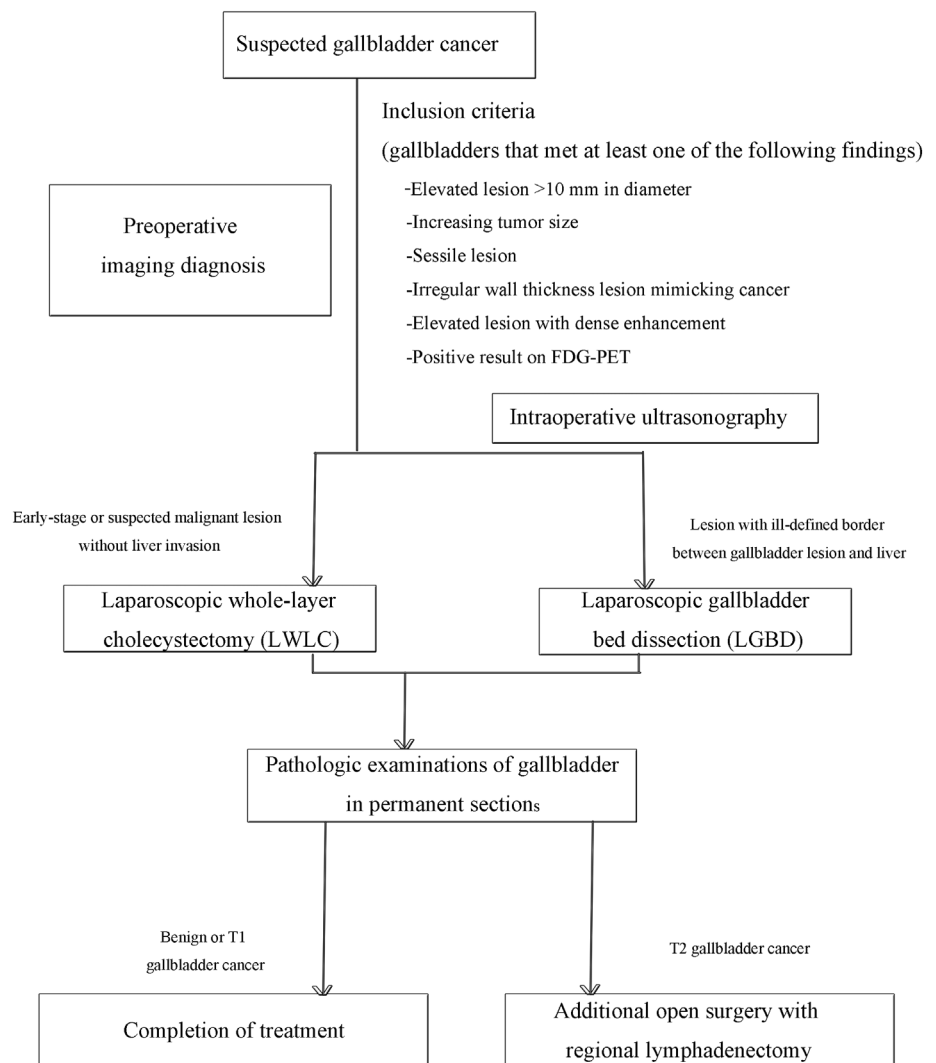 Suspected gallbladder cancer
Inclusion criteria
(gallbladders that met at least one of the following findings)
-Elevated lesion >10 mm in diameter
-Increasing tumor size
-Sessile lesion
-Irregular wall thickness lesion mimicking cancer
-Elevated lesion with dense enhancement
-Positive result on FDG-PET
Preoperative
imaging diagnosis
Intraoperative ultrasonography
Early-stage or suspected malignant lesion
without liver invasion
Lesion with ill-defined border
between gallbladder lesion and liver
Laparoscopic whole-layer
cholecystectomy (LWLC)
Laparoscopic gallbladder
bed dissection (LGBD)
Pathologic examinations of gallbladder
in permanent sections
Benign or T1
gallbladder cancer
T2 gallbladder cancer
Completion of treatment
Additional open surgery with
regional lymphadenectomy